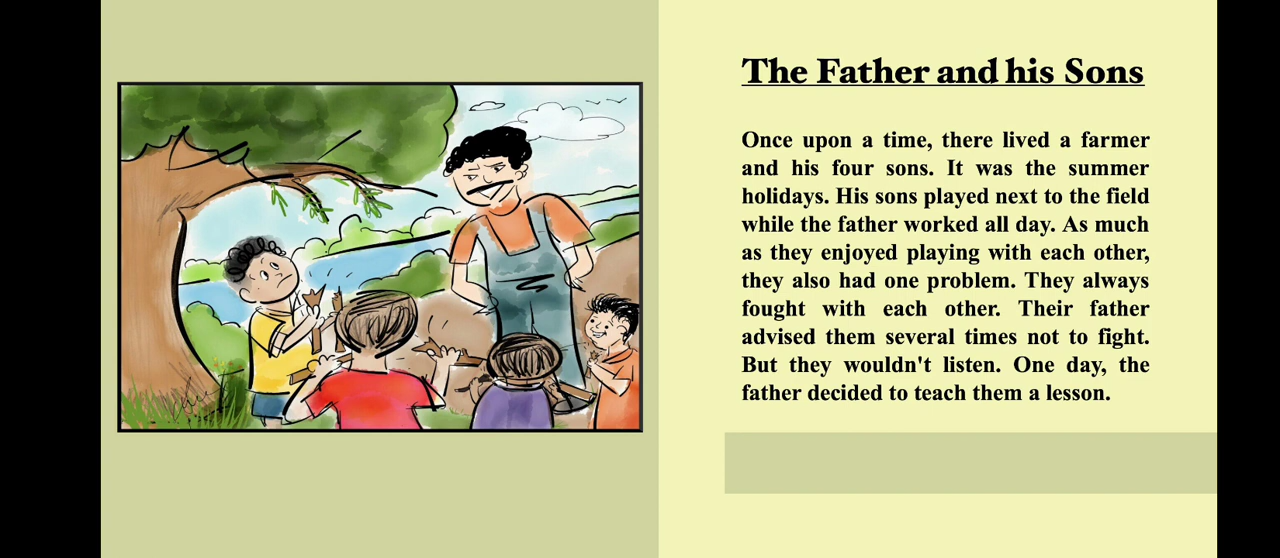 The Father and his Sons
Once upon a time, there lived a farmer
and his four sons. It was the summer
holidays. His sons played next to the field
while the father worked all day. As much
as they enjoyed playing with each other,
they also had one problem. They always
fought with each other. Their father
advised them several times not to fight.
But they wouldn't listen. One day, the
father decided to teach them a lesson.